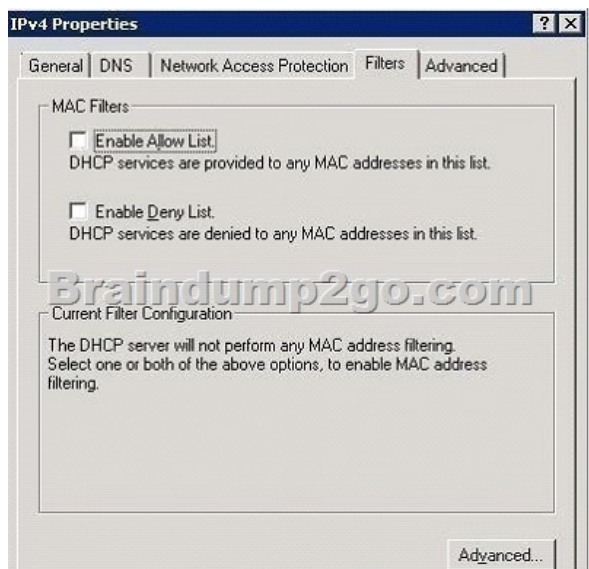 IPv4 Properties
? X
General DNS Network Access Protection Filters Advanced
MAC Filters
Enable Allow List.
DHCP services are provided to any MAC addresses in this list.
Enable Deny List.
DHCP services are denied to any MAC addresses in this list.
Braindump2go.com
Current Filter Configuration
The DHCP server will not perform any MAC address filtering.
Select one or both of the above options, to enable MAC address
filtering.
Advanced...